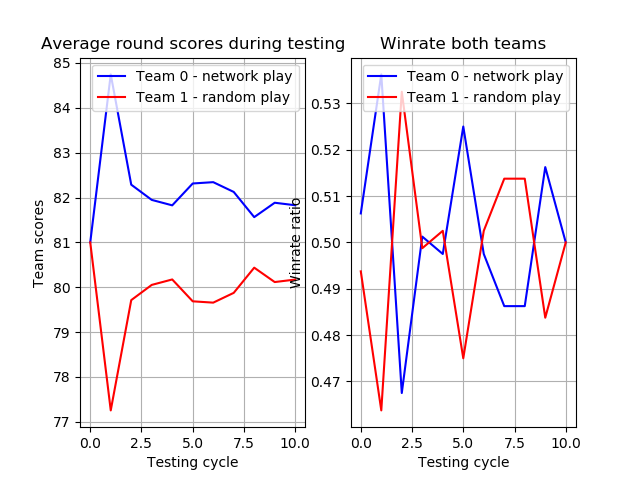 Average round scores during testing
Team 0 - network play
Team 1 - random play
Team scores
85
84
83
82
81
80
79
78
77
0.0
2.5
5.0
7.5
10.0
Testing cycle
Winrate both teams
Team 0 - network play
Team 1 - random play
Winrate ratio
0.53
0.52
0.51
0.50
0.49
0.48
0.47
0.0
2.5
5.0
7.5
10.0
Testing cycle